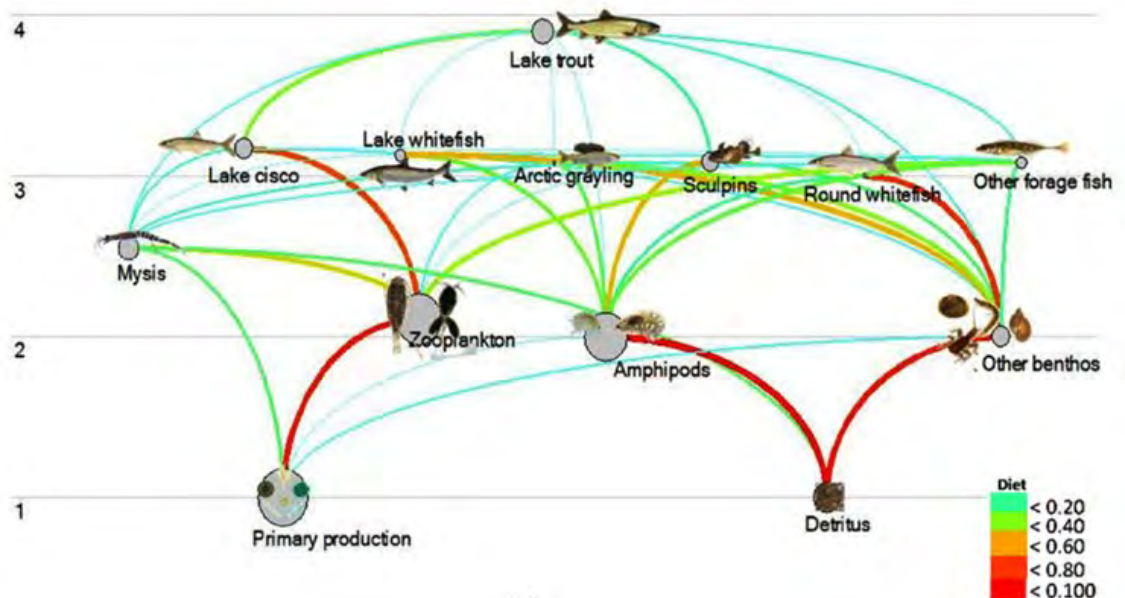 4
Lake trout
Lake whitefish
Lake cisco
Arctic grayling
Sculpins
Round whitefish
Other forage fish
3
Mysis
Zooplankton
Amphipods
Other benthos
2
1
Primary production
Detritus
Diet
< 0.20
< 0.40
< 0.60
< 0.80
< 0.100